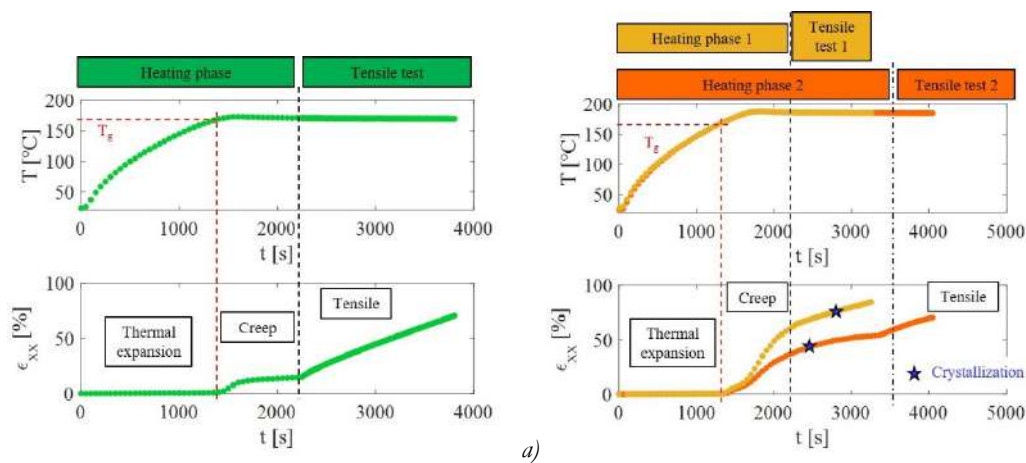 Heating phase
Tensile test
200
150
100
50
T [°C]
Tg
0
1000
2000
3000
4000
t [s]
100
50
0
ϵxx [%]
Thermal
expansion
Creep
Tensile
0
1000
2000
3000
4000
t [s]
a)
Heating phase 1
Tensile
test 1
Heating phase 2
Tensile test 2
200
150
100
50
T [°C]
Tg
0
1000
2000
3000
4000
5000
t [s]
100
50
0
ϵxx [%]
Thermal
expansion
Creep
Tensile
Crystallization
0
1000
2000
3000
4000
5000
t [s]